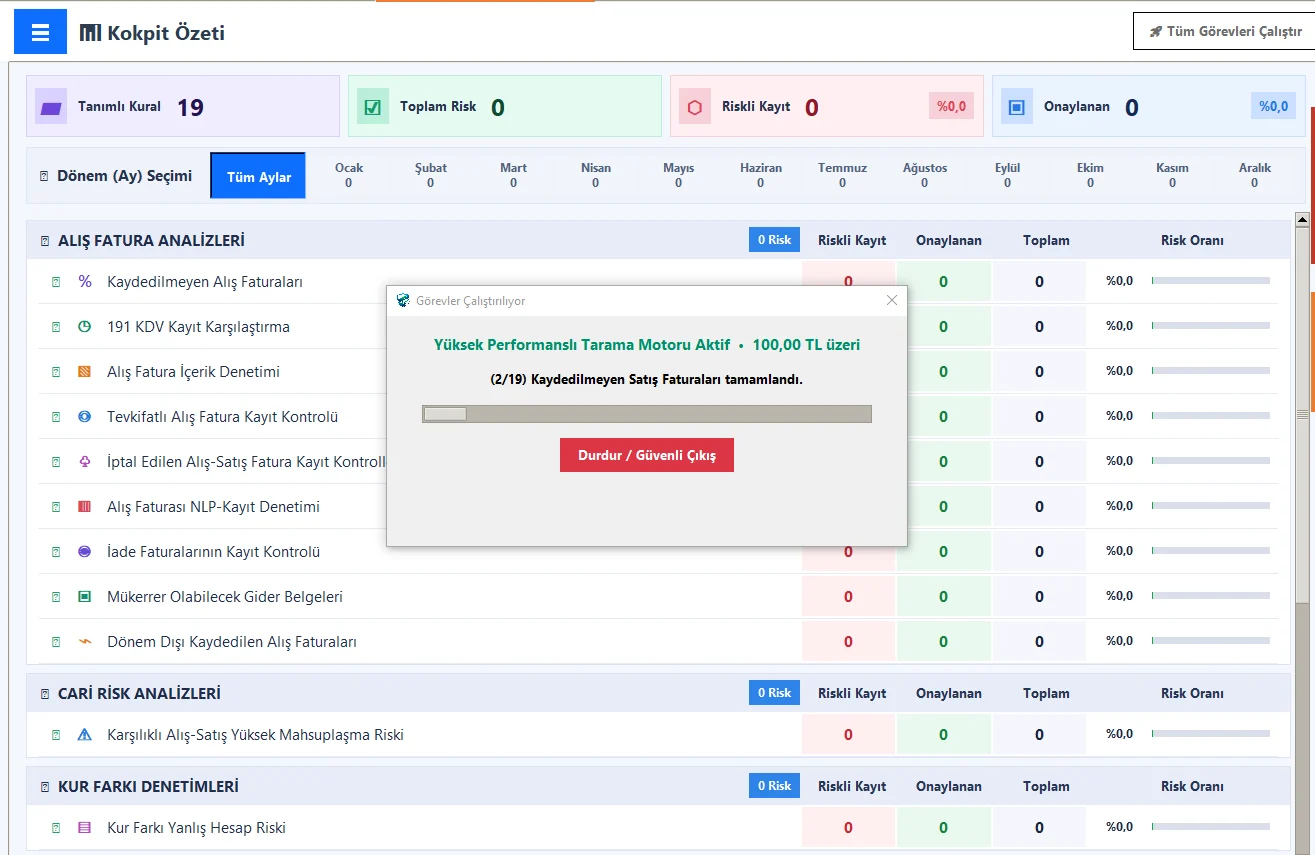 Kokpit Özeti
Tüm Görevleri Çalıştır
Tanımlı Kural 19
Toplam Risk 0
Riskli Kayıt 0 %0,0
Onaylanan 0 %0,0
Dönem (Ay) Seçimi
Tüm Aylar
Ocak 0
Şubat 0
Mart 0
Nisan 0
Mayıs 0
Haziran 0
Temmuz 0
Ağustos 0
Eylül 0
Ekim 0
Kasım 0
Aralık 0
ALIŞ FATURA ANALİZLERİ 0 Risk Riskli Kayıt Onaylanan Toplam Risk Oranı
Kaydedilmeyen Alış Faturaları 0 0 0 %0,0
191 KDV Kayıt Karşılaştırma 0 0 %0,0
Alış Fatura İçerik Denetimi 0 0 %0,0
Tevkifatlı Alış Fatura Kayıt Kontrolü 0 0 %0,0
İptal Edilen Alış-Satış Fatura Kayıt Kontroll 0 0 %0,0
Alış Faturası NLP-Kayıt Denetimi 0 0 %0,0
İade Faturalarının Kayıt Kontrolü 0 0 0 %0,0
Mükerrer Olabilecek Gider Belgeleri 0 0 0 %0,0
Dönem Dışı Kaydedilen Alış Faturaları 0 0 0 %0,0
CARİ RİSK ANALİZLERİ 0 Risk Riskli Kayıt Onaylanan Toplam Risk Oranı
Karşılıklı Alış-Satış Yüksek Mahsuplaşma Riski 0 0 0 %0,0
KUR FARKI DENETİMLERİ 0 Risk Riskli Kayıt Onaylanan Toplam Risk Oranı
Kur Farkı Yanlış Hesap Riski 0 0 0 %0,0
Görevler Çalıştırılıyor
Yüksek Performanslı Tarama Motoru Aktif • 100,00 TL üzeri
(2/19) Kaydedilmeyen Satış Faturaları tamamlandı.
Durdur / Güvenli Çıkış